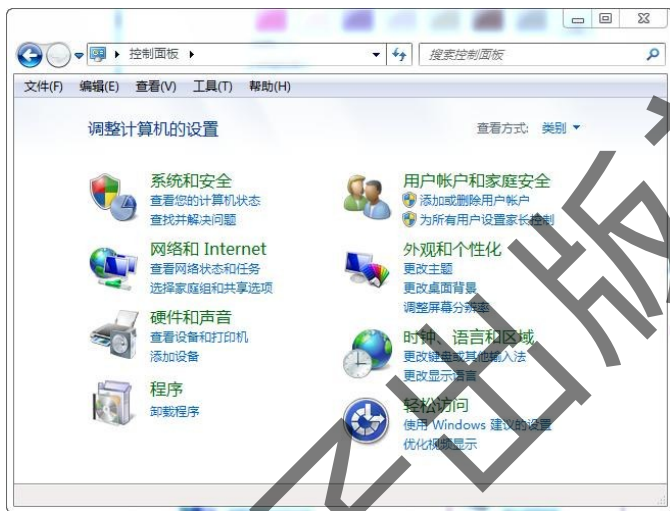 控制面板
搜索控制面板
文件(F) 编辑(E) 查看(V) 工具(T) 帮助(H)
调整计算机的设置
查看方式: 类别
系统和安全
查看您的计算机状态
查找并解决问题
网络和 Internet
查看网络状态和任务
选择家庭组和共享选项
硬件和声音
查看设备和打印机
添加设备
程序
卸载程序
用户帐户和家庭安全
添加或删除用户帐户
为所有用户设置家长控制
外观和个性化
更改主题
更改桌面背景
调整屏幕分辨率
时钟、语言和区域
更改键盘或其他输入法
更改显示语言
轻松访问
使用 Windows 建议的设置
优化视频显示
出版